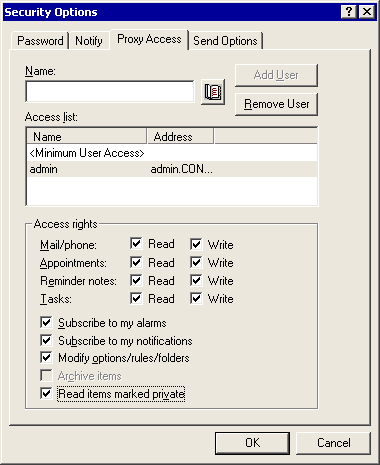 Security Options
Password Notify Proxy Access Send Options
Name:
Add User
Remove User
Access list:
Name Address
<Minimum User Access>
admin admin.CON...
Access rights
Mail/phone: Read Write
Appointments: Read Write
Reminder notes: Read Write
Tasks: Read Write
Subscribe to my alarms
Subscribe to my notifications
Modify options/rules/folders
Archive items
Read items marked private
OK Cancel